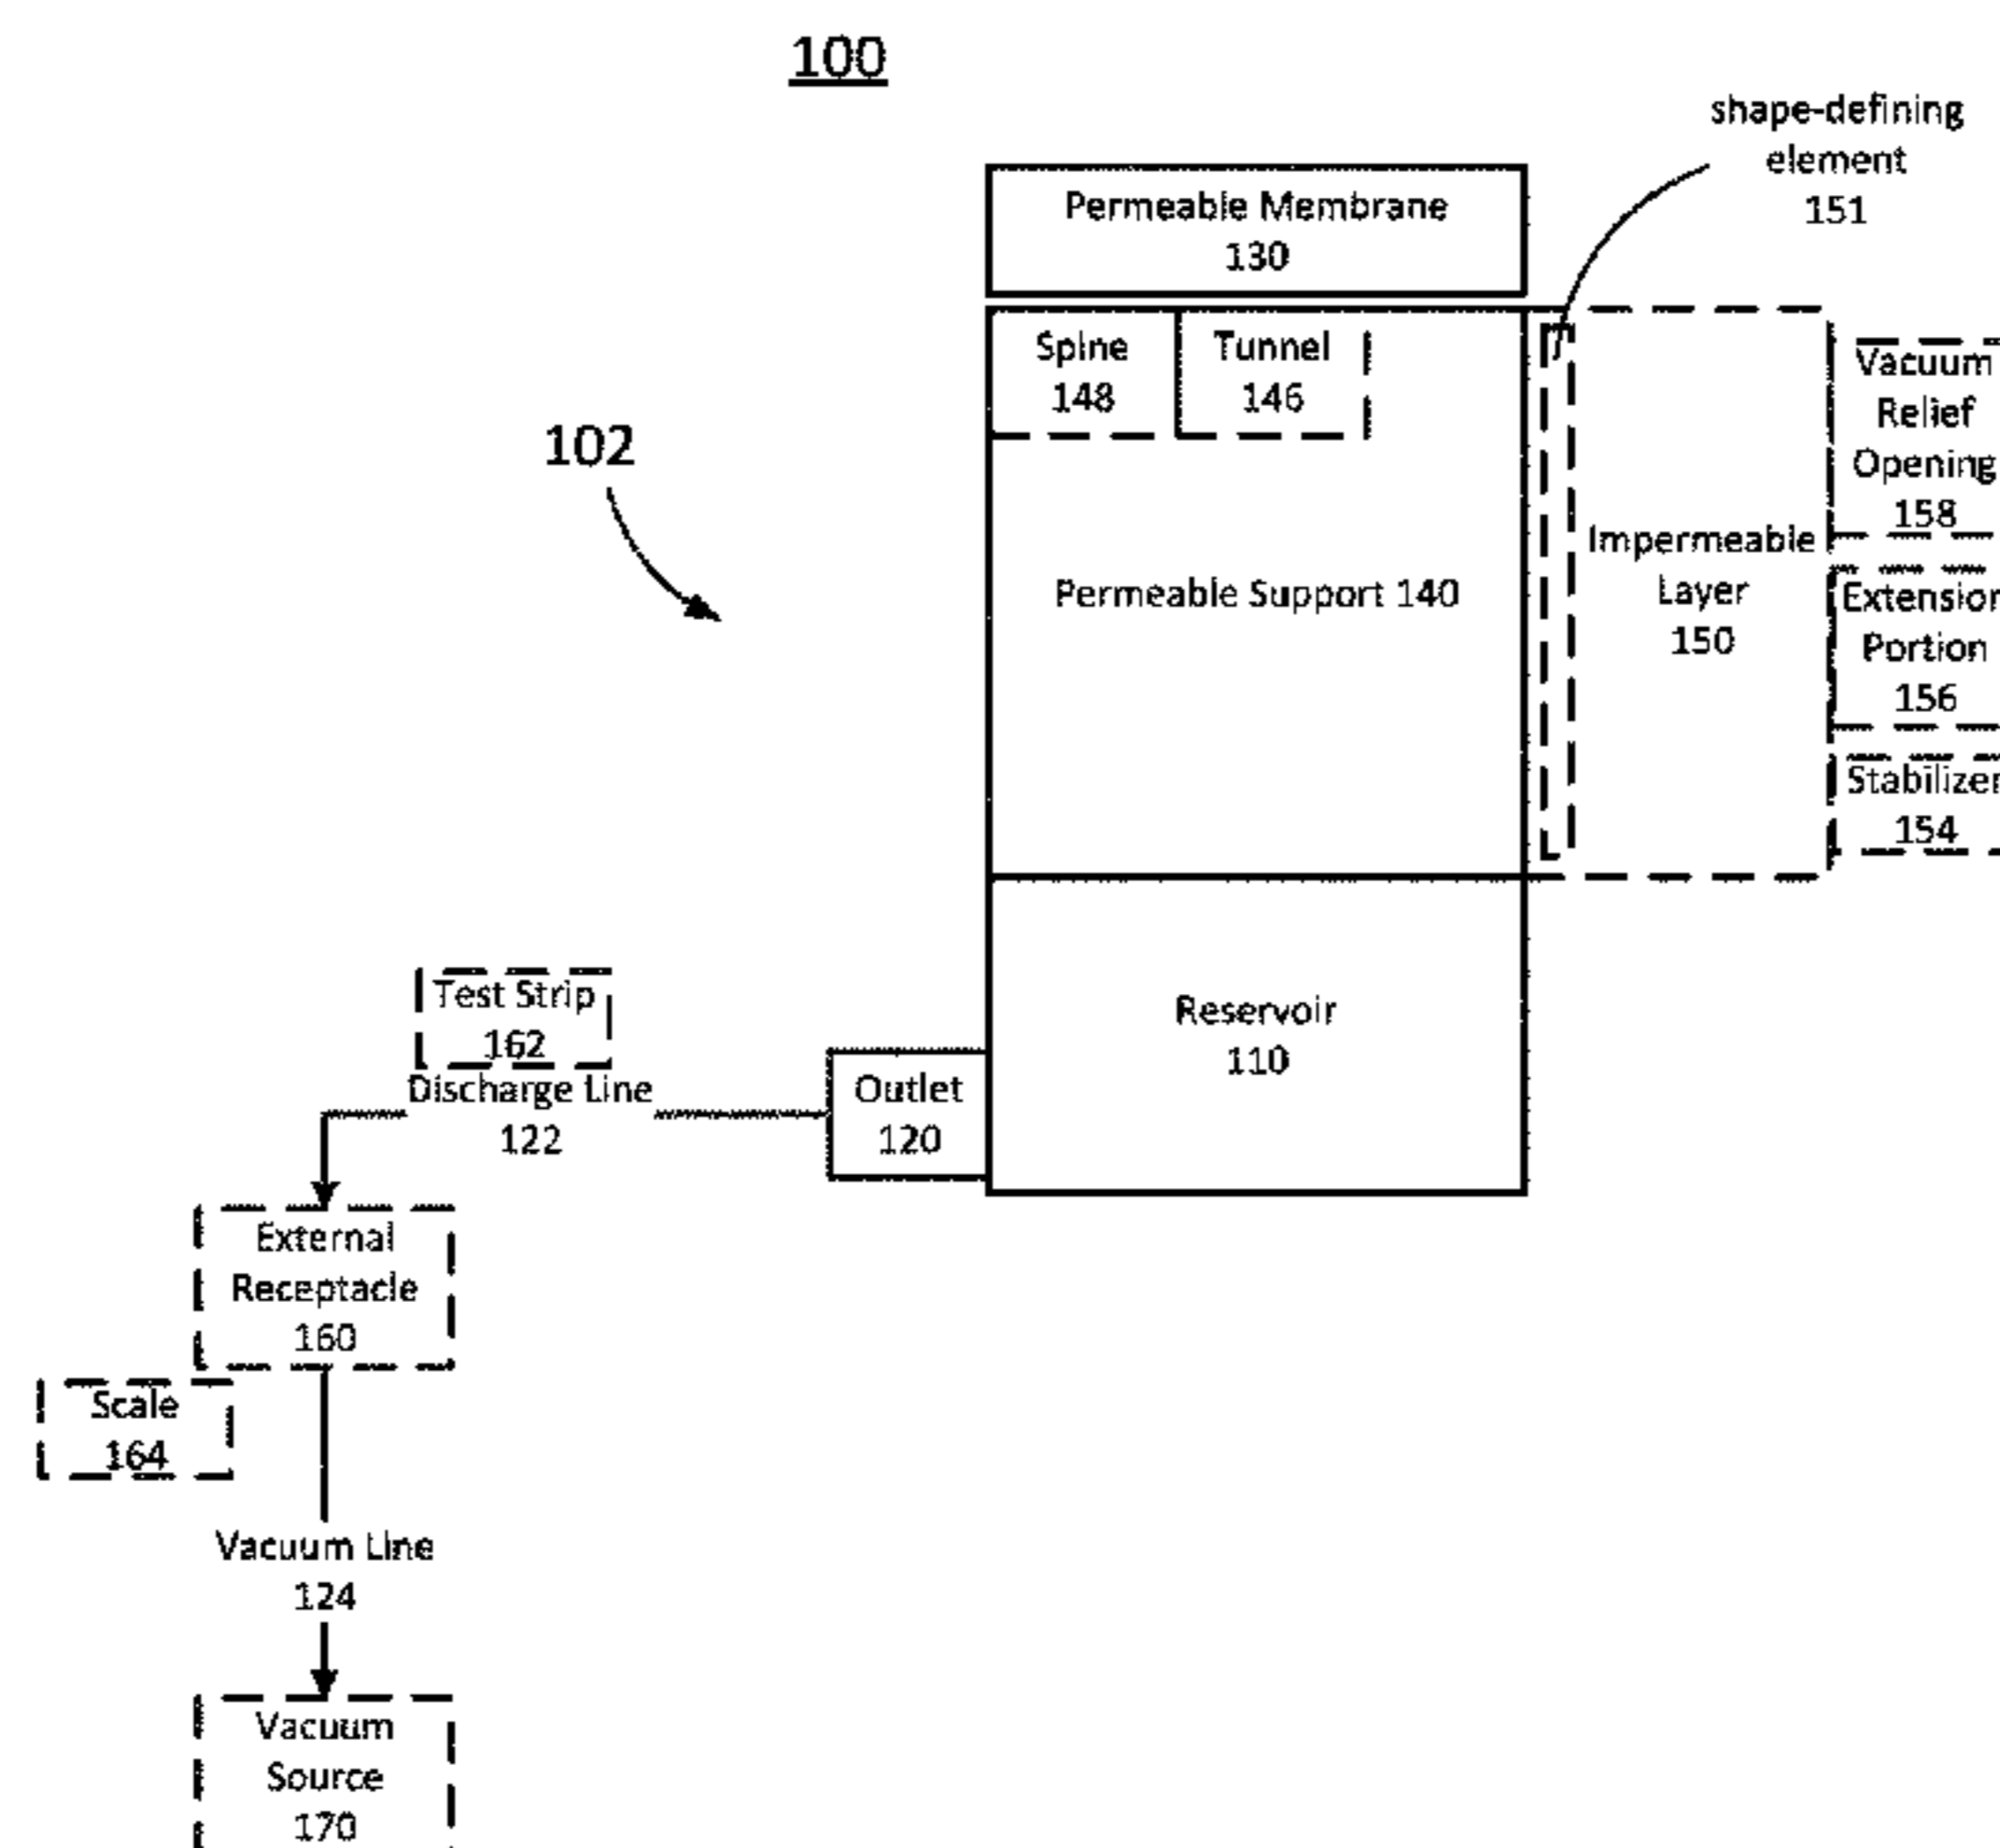 100
shape-defining
element
151
Permeable Membrane
130
Spine
148
Tunnel
146
102
Permeable Support 140
Impermeable
Layer
150
Vacuum
Relief
Opening
158
Extension
Portion
156
Stabilizer
154
Reservoir
110
Test Strip
162
Discharge Line
122
Outlet
120
External
Receptacle
160
Scale
164
Vacuum Line
124
Vacuum
Source
170